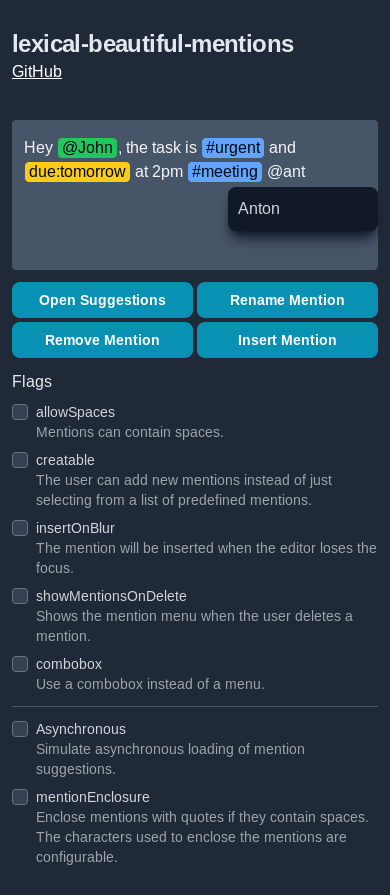 lexical-beautiful-mentions
GitHub
Hey @John, the task is #urgent and
due:tomorrow at 2pm #meeting @ant
Anton
Open Suggestions Rename Mention
Remove Mention Insert Mention
Flags
allowSpaces
Mentions can contain spaces.
creatable
The user can add new mentions instead of just
selecting from a list of predefined mentions.
insertOnBlur
The mention will be inserted when the editor loses the
focus.
showMentionsOnDelete
Shows the mention menu when the user deletes a
mention.
combobox
Use a combobox instead of a menu.
Asynchronous
Simulate asynchronous loading of mention
suggestions.
mentionEnclosure
Enclose mentions with quotes if they contain spaces.
The characters used to enclose the mentions are
configurable.